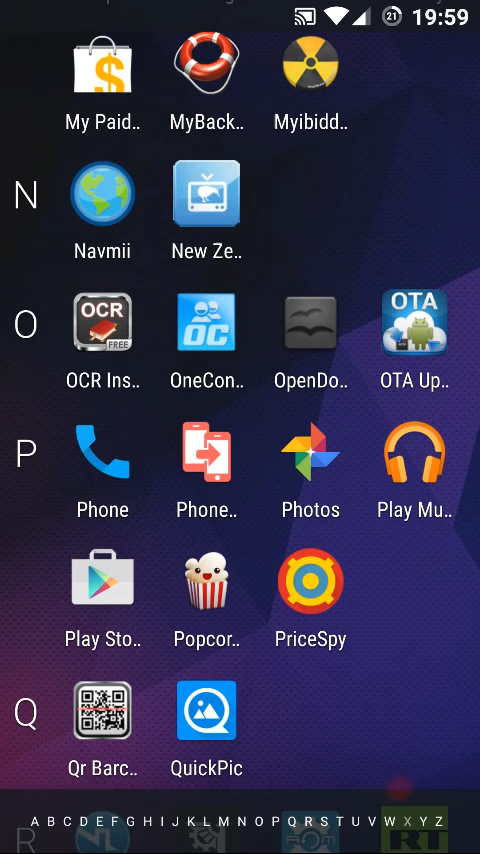 21 19:59
$
My Paid.. MyBack.. Myibidd..
N
Navmii New Ze..
O
OCR FREE OC OTA
OCR Ins.. OneCon.. OpenDo.. OTA Up..
P
Phone Phone.. Photos Play Mu..
Play Sto.. Popcor.. PriceSpy
Q
Qr Barc.. QuickPic
A B C D E F G H I J K L M N O P Q R S T U V W X Y Z
R RT